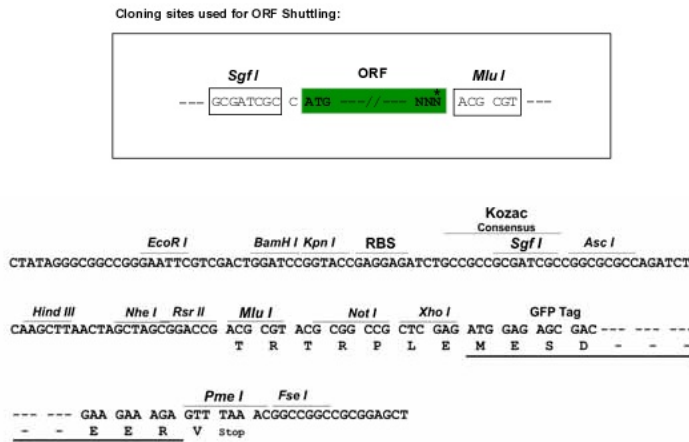 Cloning sites used for ORF Shuttling:
Sgf I ORF Mlu I
--- GCGATCGC C ATG ---//--- NNN* ACG CGT ---
Kozac
Consensus
EcoR I BamH I Kpn I RBS Sgf I Asc I
CTATAGGGCGGCCGGGAATTCGTCGACTGGATCCGGTACCGAGGAGATCTGCCGCCGCGATCGCCGGCGCGCCAGATCT
Hind III Nhe I Rsr II Mlu I Not I Xho I GFP Tag
CAAGCTTAACTAGCTAGCGGACCG ACG CGT ACG CGG CCG CTC GAG ATG GAG AGC GAC --- ---
T R T R P L E M E S D - - -
Pme I Fse I
--- --- GAA GAA AGA GTT TAA ACGGCCGGCCGCGGAGCT
- - E E R V Stop